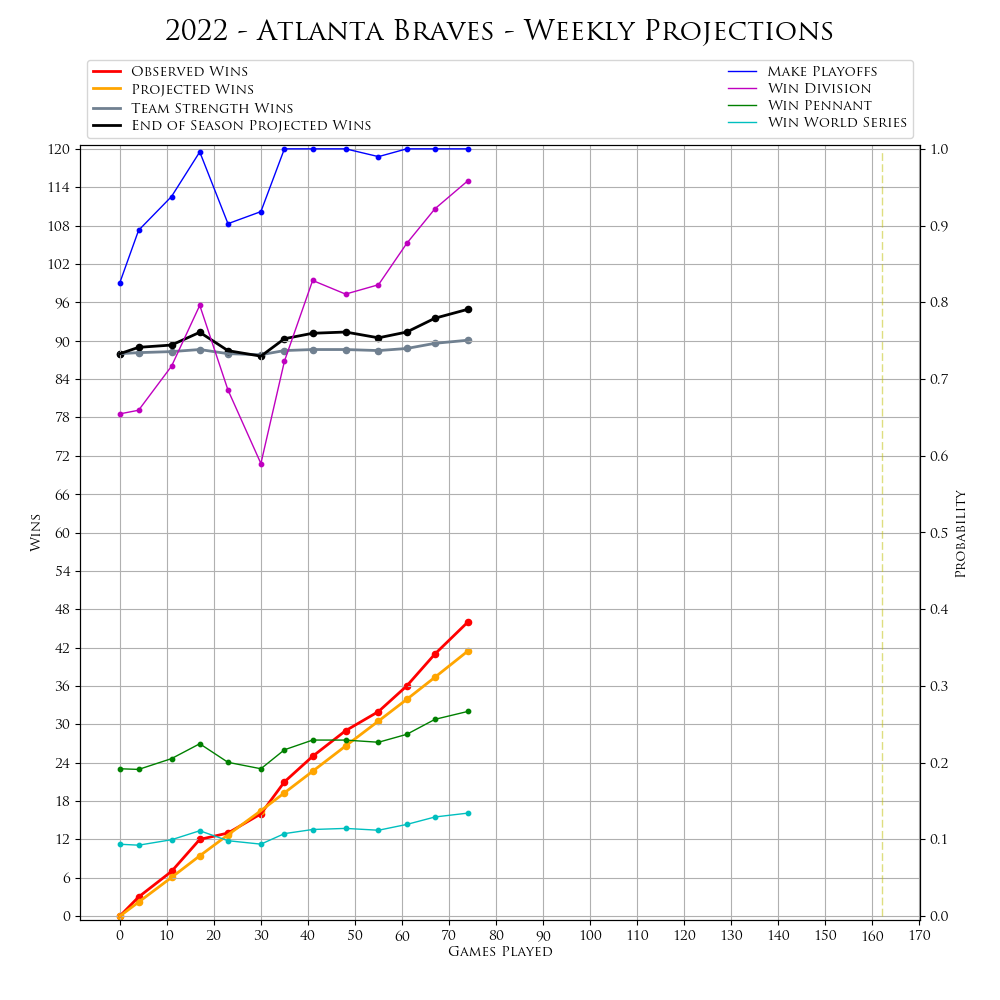 2022 - Atlanta Braves - Weekly Projections
Observed Wins
Projected Wins
Team Strength Wins
End of Season Projected Wins
Make Playoffs
Win Division
Win Pennant
Win World Series
120
114
108
102
96
90
84
78
72
66
60
54
48
42
36
30
24
18
12
6
0
Wins
1.0
0.9
0.8
0.7
0.6
0.5
0.4
0.3
0.2
0.1
0.0
Probability
0 10 20 30 40 50 60 70 80 90 100 110 120 130 140 150 160 170
Games Played